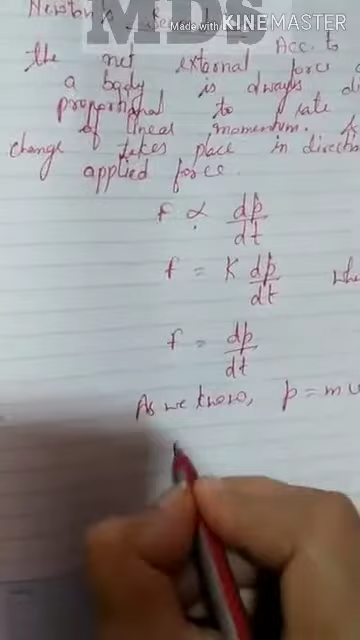 MDS
Made With
KINEMASTER
Newton's
Acc. to
the net external force
a body is always
proportional to rate
of linear momentum.
change takes place in
applied force.
f ∝ dp/dt
f = K dp/dt
f = dp/dt
As we know, p = m